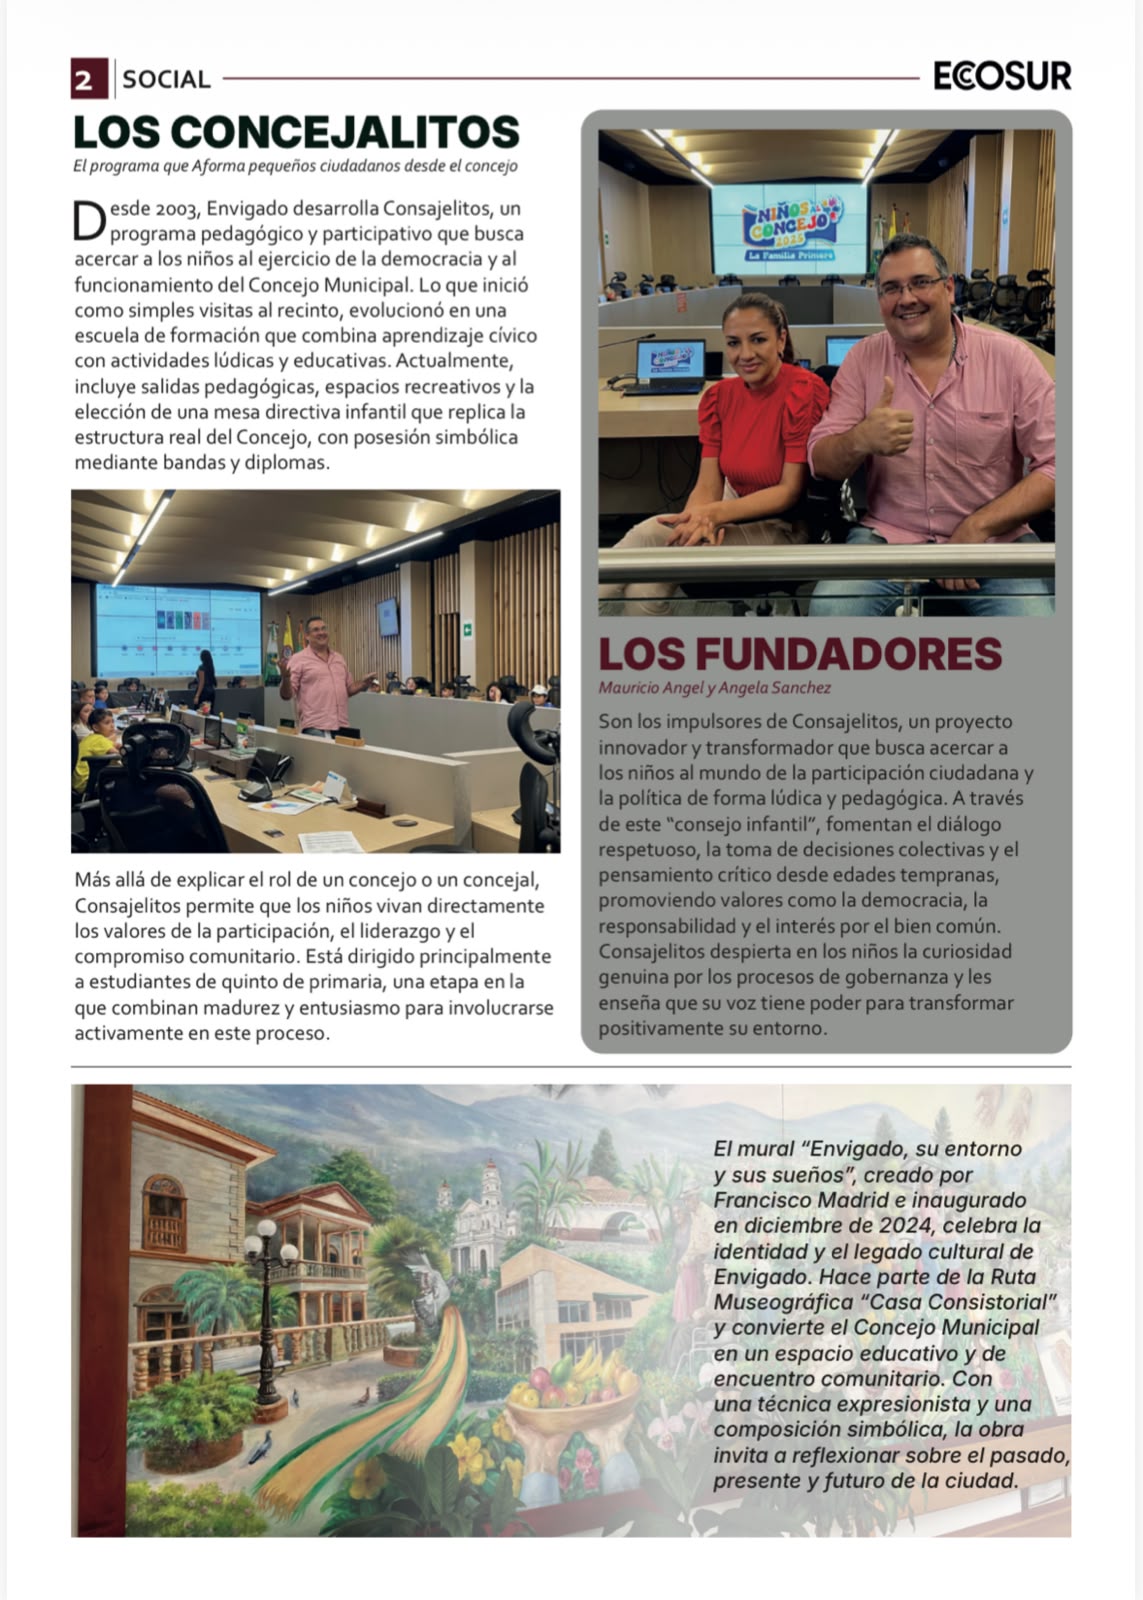 2 SOCIAL
ECCOSUR
LOS CONCEJALITOS
El programa que Aforma pequeños ciudadanos desde el concejo
Desde 2003, Envigado desarrolla Consajelitos, un
programa pedagógico y participativo que busca
acercar a los niños al ejercicio de la democracia y al
funcionamiento del Concejo Municipal. Lo que inició
como simples visitas al recinto, evolucionó en una
escuela de formación que combina aprendizaje cívico
con actividades lúdicas y educativas. Actualmente,
incluye salidas pedagógicas, espacios recreativos y la
elección de una mesa directiva infantil que replica la
estructura real del Concejo, con posesión simbólica
mediante bandas y diplomas.
Más allá de explicar el rol de un concejo o un concejal,
Consajelitos permite que los niños vivan directamente
los valores de la participación, el liderazgo y el
compromiso comunitario. Está dirigido principalmente
a estudiantes de quinto de primaria, una etapa en la
que combinan madurez y entusiasmo para involucrarse
activamente en este proceso.
NIÑOS AL
CONCEJO
2025
La Familia Primero
LOS FUNDADORES
Mauricio Angel y Angela Sanchez
Son los impulsores de Consajelitos, un proyecto
innovador y transformador que busca acercar a
los niños al mundo de la participación ciudadana y
la política de forma lúdica y pedagógica. A través
de este “consejo infantil”, fomentan el diálogo
respetuoso, la toma de decisiones colectivas y el
pensamiento crítico desde edades tempranas,
promoviendo valores como la democracia, la
responsabilidad y el interés por el bien común.
Consajelitos despierta en los niños la curiosidad
genuina por los procesos de gobernanza y les
enseña que su voz tiene poder para transformar
positivamente su entorno.
El mural “Envigado, su entorno
y sus sueños”, creado por
Francisco Madrid e inaugurado
en diciembre de 2024, celebra la
identidad y el legado cultural de
Envigado. Hace parte de la Ruta
Museográfica “Casa Consistorial”
y convierte el Concejo Municipal
en un espacio educativo y de
encuentro comunitario. Con
una técnica expresionista y una
composición simbólica, la obra
invita a reflexionar sobre el pasado,
presente y futuro de la ciudad.